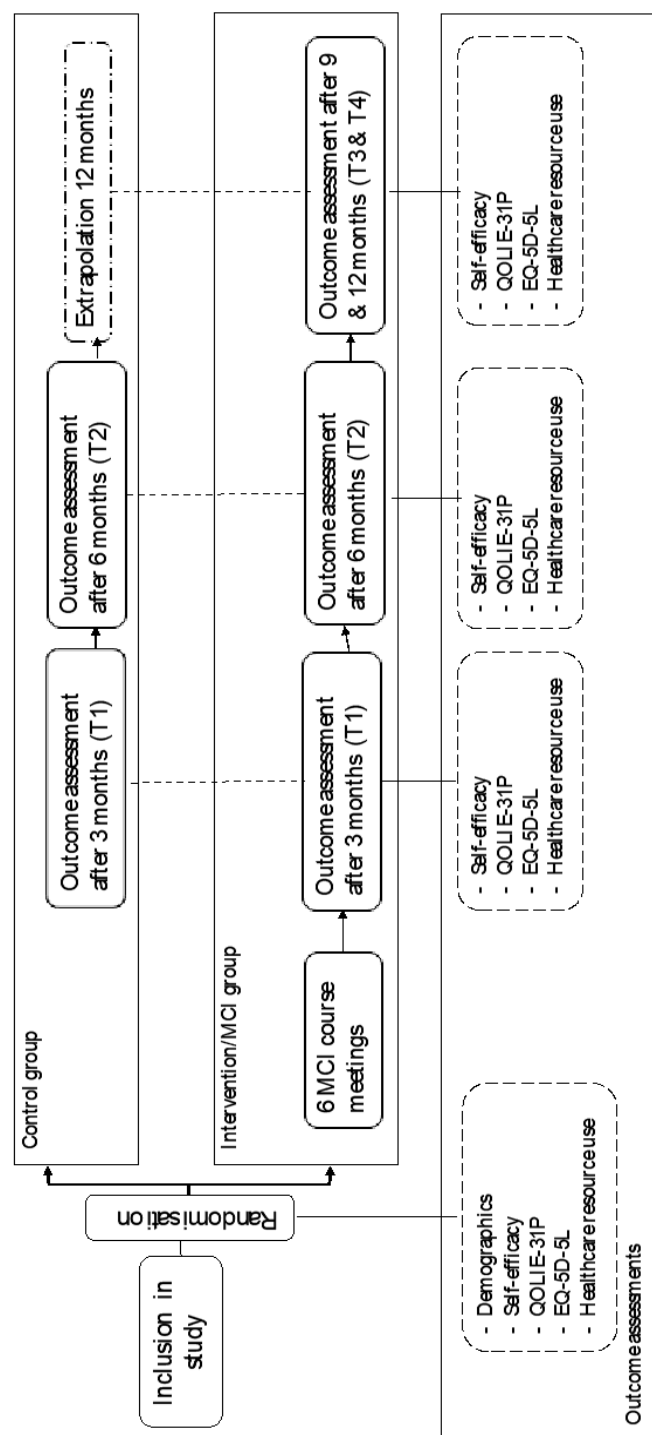 Inclusion in
study
Randomisation
Control group
Outcome assessment
after 3 months (T1)
Outcome assessment
after 6 months (T2)
Extrapolation 12 months
Intervention/MCI group
6 MCI course
meetings
Outcome assessment
after 3 months (T1)
Outcome assessment
after 6 months (T2)
Outcome assessment after 9
& 12 months (T3 & T4)
- Demographics
- Self-efficacy
- QOLIE-31P
- EQ-5D-5L
- Healthcare resource use
- Self-efficacy
- QOLIE-31P
- EQ-5D-5L
- Healthcare resource use
- Self-efficacy
- QOLIE-31P
- EQ-5D-5L
- Healthcare resource use
- Self-efficacy
- QOLIE-31P
- EQ-5D-5L
- Healthcare resource use
Outcome assessments